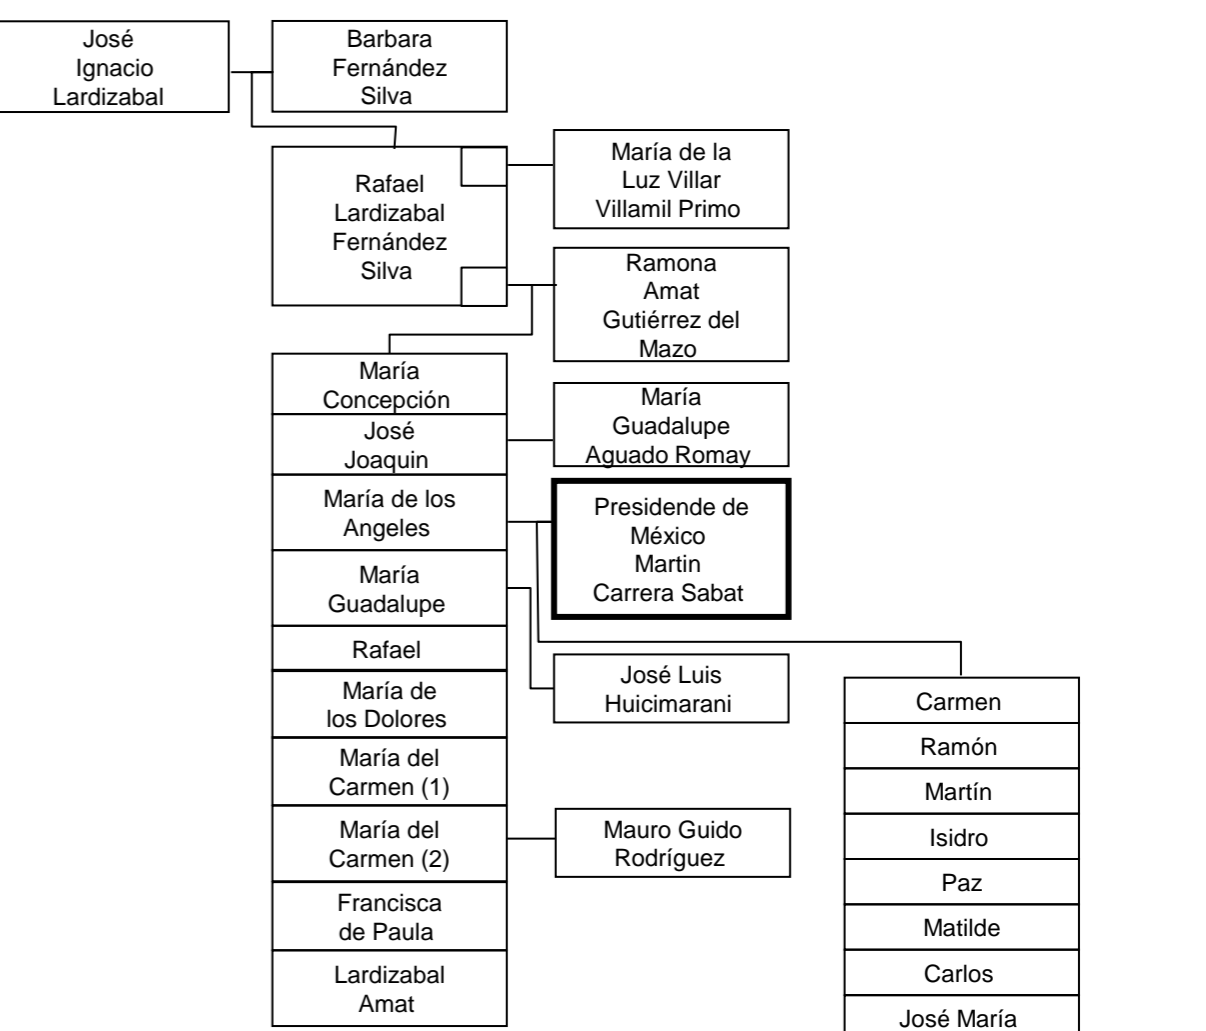 José
Ignacio
Lardizabal
Barbara
Fernández
Silva
Rafael
Lardizabal
Fernández
Silva
María de la
Luz Villar
Villamil Primo
Ramona
Amat
Gutiérrez del
Mazo
María
Concepción
José
Joaquin
María
Guadalupe
Aguado Romay
María de los
Angeles
Presidende de
México
Martin
Carrera Sabat
María
Guadalupe
Rafael
José Luis
Huicimarani
María de
los Dolores
María del
Carmen (1)
María del
Carmen (2)
Mauro Guido
Rodríguez
Francisca
de Paula
Lardizabal
Amat
Carmen
Ramón
Martín
Isidro
Paz
Matilde
Carlos
José María